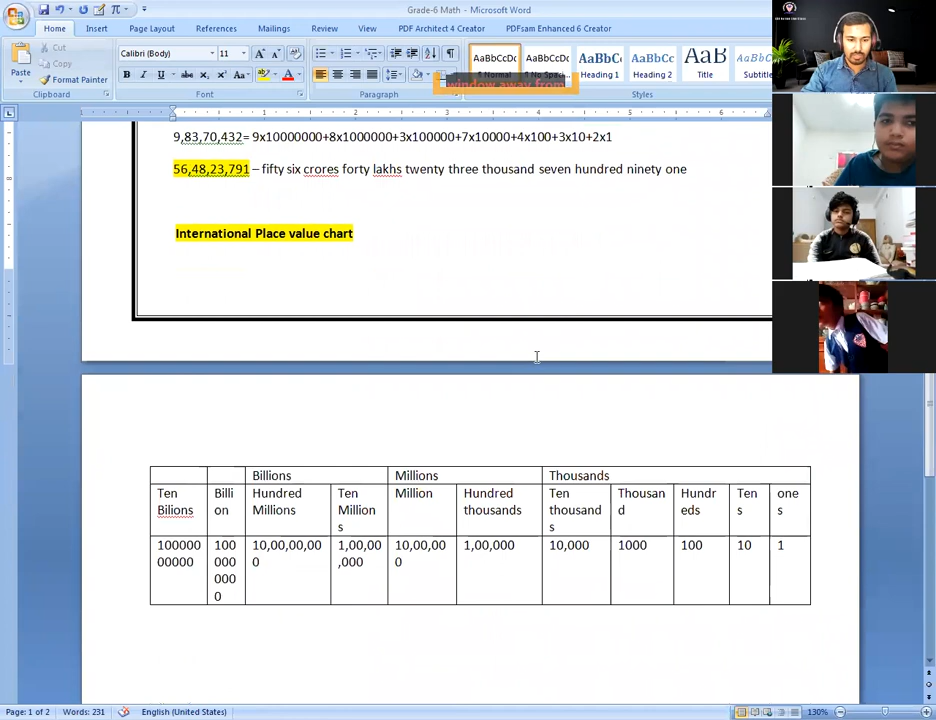 Grade-6 Math - Microsoft Word
Home Insert Page Layout References Mailings Review View PDF Architect 4 Creator PDFsam Enhanced 6 Creator
Cut
Copy
Format Painter
Paste
Calibri (Body) 11
AaBbCcDc AaBbCcDc AaBbC AaBbCc AaB AaBbCcI
¶ Normal ¶ No Spaci... Heading 1 Heading 2 Title Subtitle
Clipboard Font Paragraph Styles
window away from
9,83,70,432= 9x10000000+8x1000000+3x100000+7x10000+4x100+3x10+2x1
56,48,23,791 – fifty six crores forty lakhs twenty three thousand seven hundred ninety one
International Place value chart
Billions Millions Thousands
Ten Bilions
Billi on
Hundred Millions
Ten Million s
Million
Hundred thousands
Ten thousand s
Thousan d
Hundr eds
Ten s
one s
100000 00000
100 000 000 0
10,00,00,00 0
1,00,00 ,000
10,00,00 0
1,00,000
10,000
1000
100
10
1
Page: 1 of 2 Words: 231 English (United States) 130%